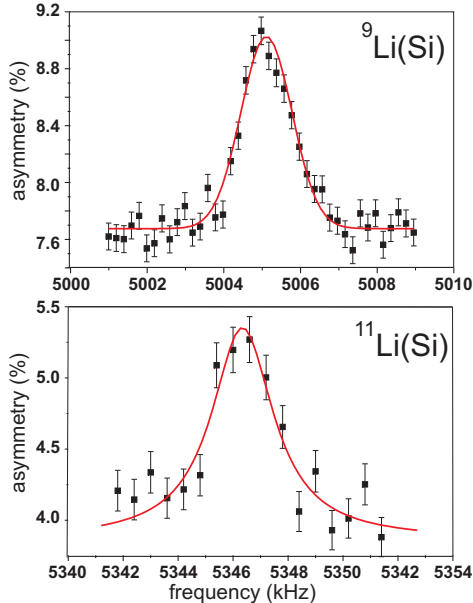 9.2
⁹Li(Si)
8.8
8.4
8.0
7.6
asymmetry (%)
5000 5002 5004 5006 5008 5010
5.5
¹¹Li(Si)
5.0
4.5
4.0
asymmetry (%)
5340 5342 5344 5346 5348 5350 5352 5354
frequency (kHz)